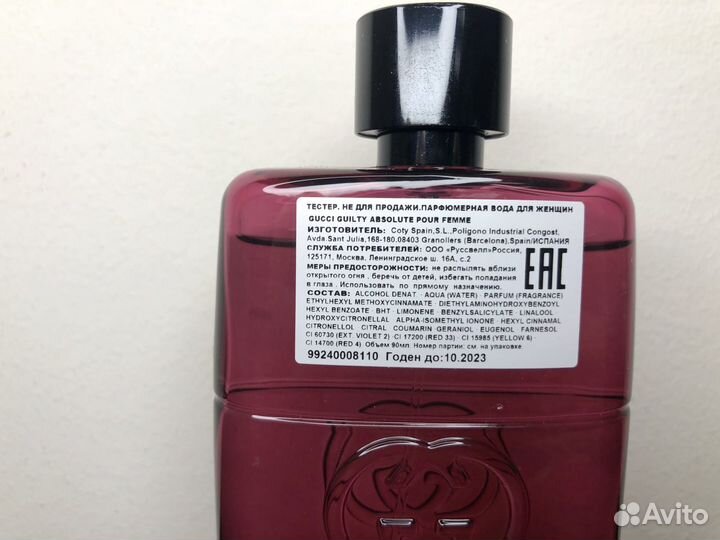 ТЕСТЕР. НЕ ДЛЯ ПРОДАЖИ.ПАРФЮМЕРНАЯ ВОДА ДЛЯ ЖЕНЩИН
GUCCI GUILTY ABSOLUTE POUR FEMME
ИЗГОТОВИТЕЛЬ: Coty Spain,S.L.,Poligono Industrial Congost,
Avda.Sant Julia,168-180.08403 Granollers (Barcelona),Spain/ИСПАНИЯ
СЛУЖБА ПОТРЕБИТЕЛЕЙ: ООО «Руссвелл»Россия,
125171, Москва, Ленинградское ш. 16А, с.2
МЕРЫ ПРЕДОСТОРОЖНОСТИ: не распылять вблизи
открытого огня , беречь от детей, избегать попадания
в глаза . Использовать по прямому назначению.
СОСТАВ: ALCOHOL DENAT · AQUA (WATER) · PARFUM (FRAGRANCE)
ETHYLHEXYL METHOXYCINNAMATE · DIETHYLAMINOHYDROXYBENZOYL
HEXYL BENZOATE · BHT · LIMONENE · BENZYLSALICYLATE · LINALOOL
HYDROXYCITRONELLAL · ALPHA-ISOMETHYL IONONE · HEXYL CINNAMAL
CITRONELLOL · CITRAL · COUMARIN · GERANIOL · EUGENOL · FARNESOL
CI 60730 (EXT. VIOLET 2) · CI 17200 (RED 33) · CI 15985 (YELLOW 6) ·
CI 14700 (RED 4) Объем 90мл. Номер партии: см. на упаковке
99240008110 Годен до:10.2023
EAC
Avito